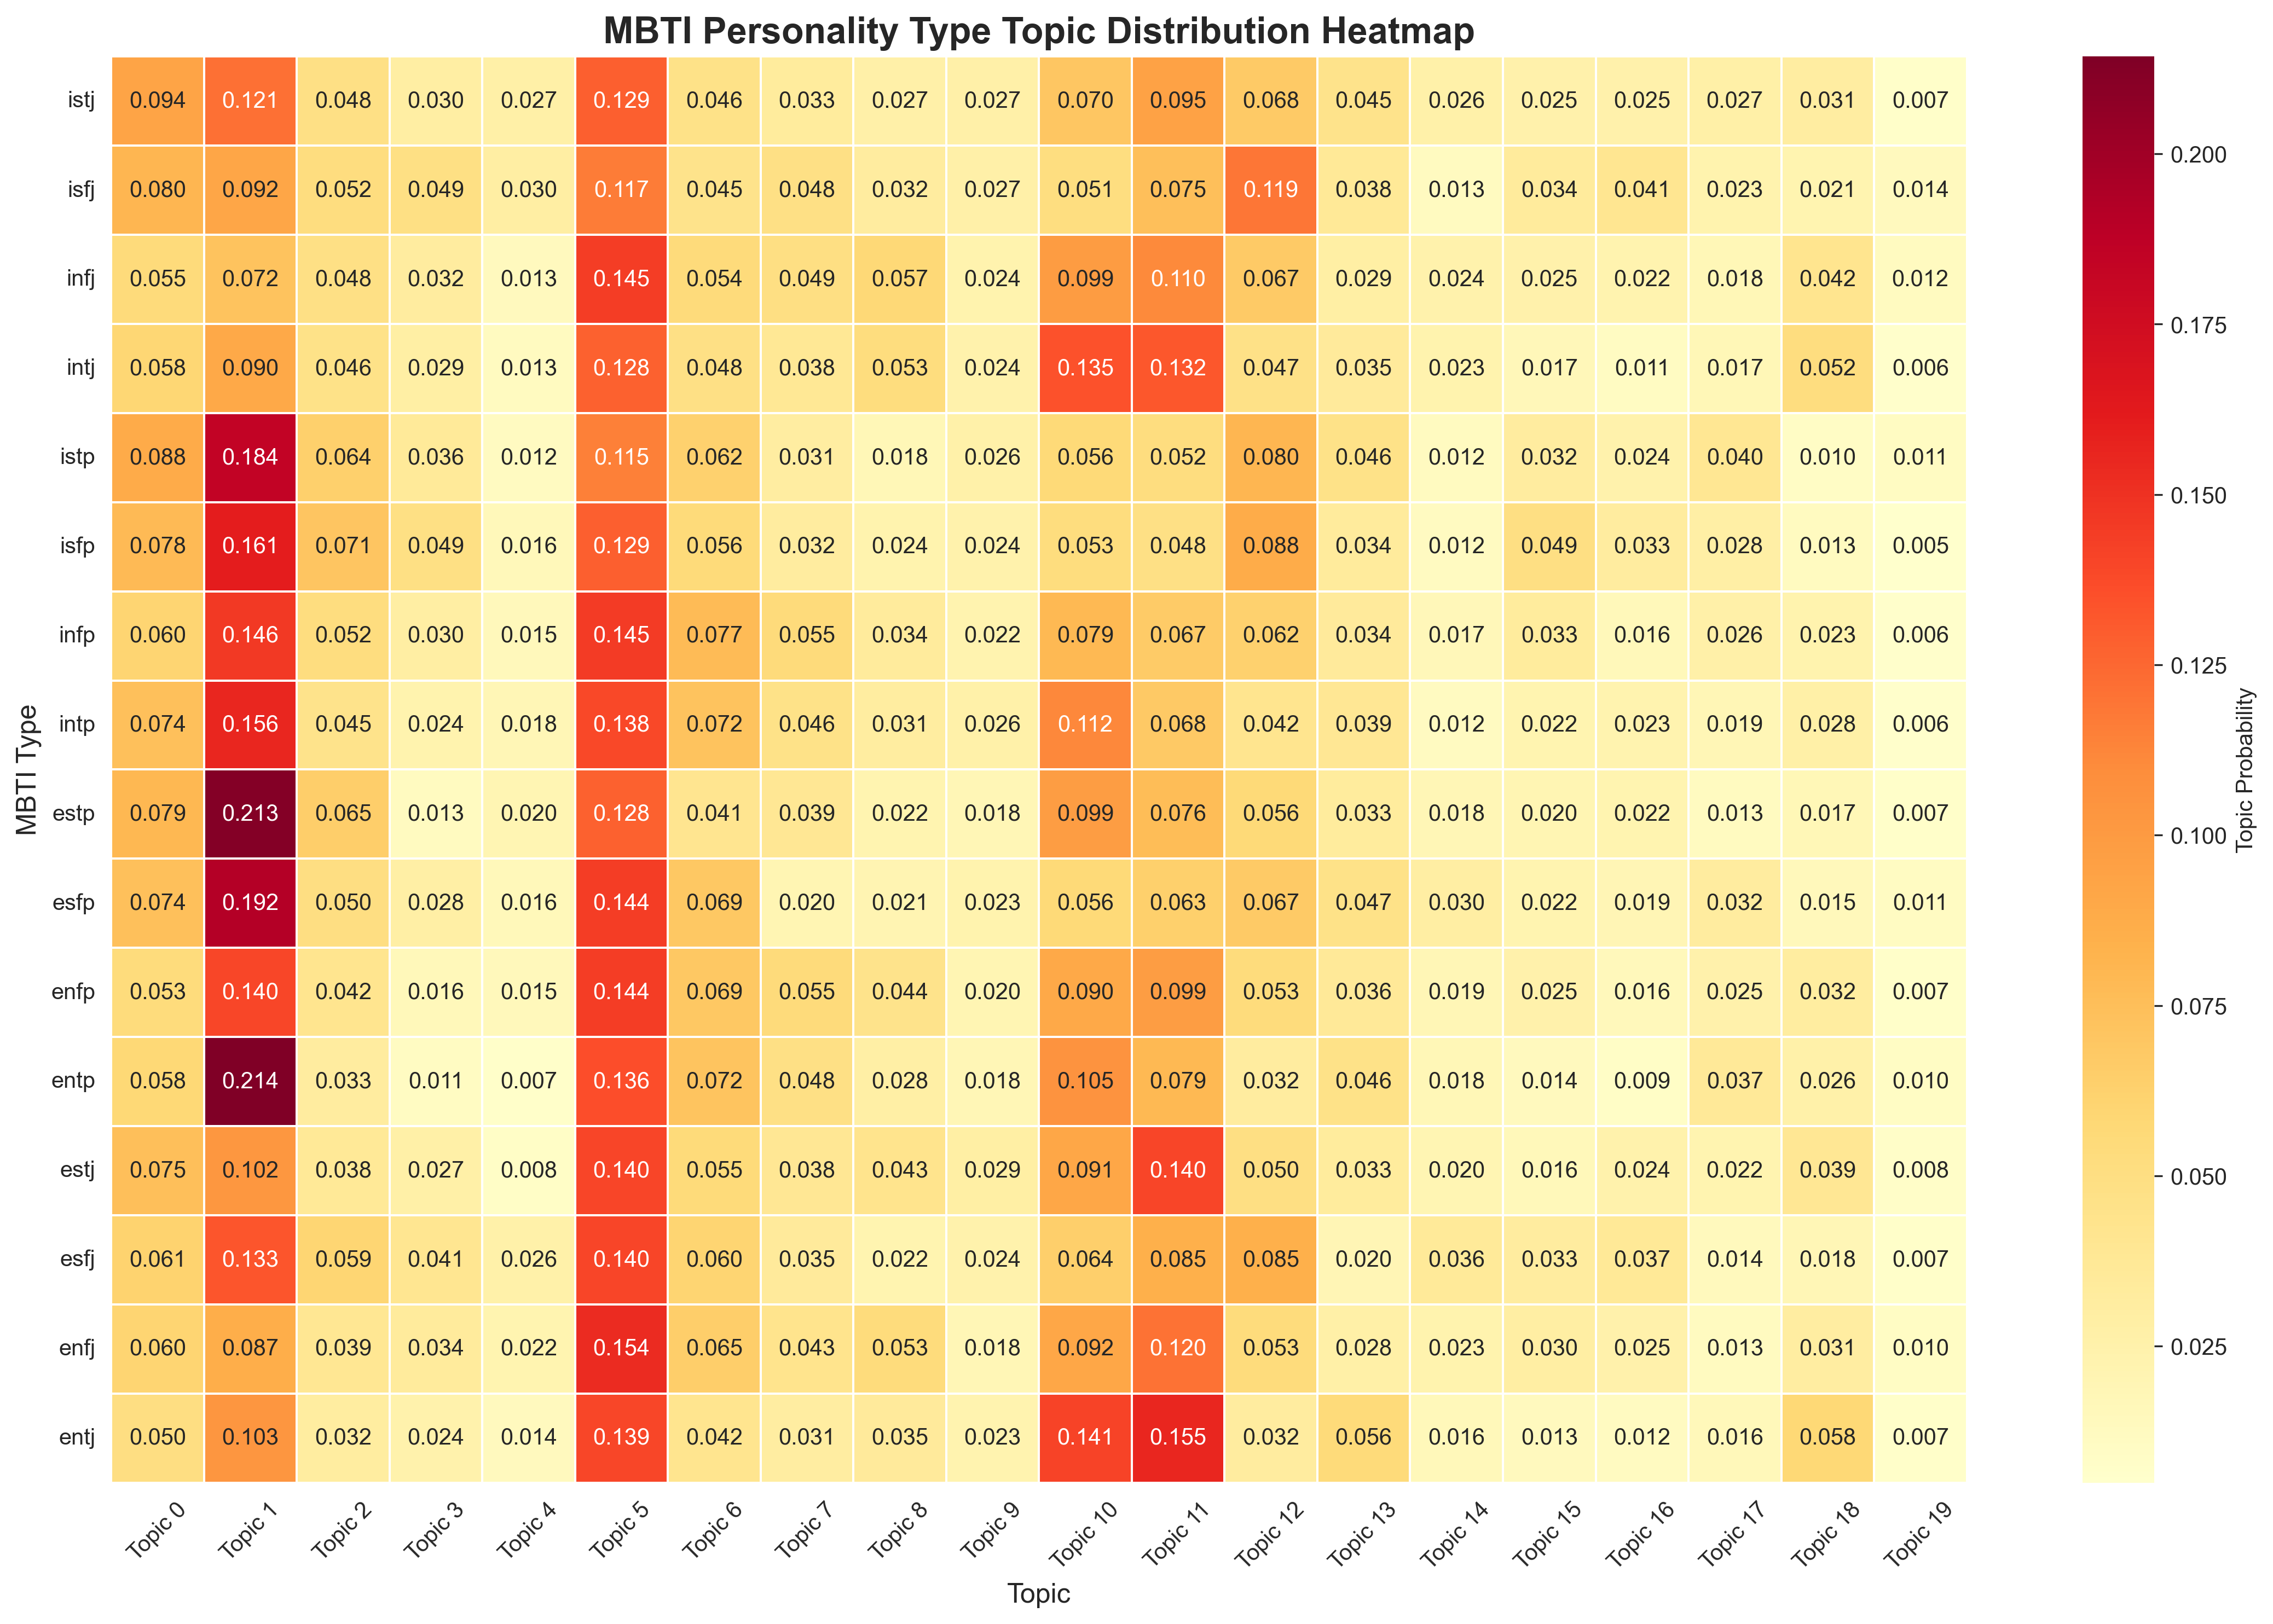 MBTI Personality Type Topic Distribution Heatmap
istj 0.094 0.121 0.048 0.030 0.027 0.129 0.046 0.033 0.027 0.027 0.070 0.095 0.068 0.045 0.026 0.025 0.025 0.027 0.031 0.007
isfj 0.080 0.092 0.052 0.049 0.030 0.117 0.045 0.048 0.032 0.027 0.051 0.075 0.119 0.038 0.013 0.034 0.041 0.023 0.021 0.014
infj 0.055 0.072 0.048 0.032 0.013 0.145 0.054 0.049 0.057 0.024 0.099 0.110 0.067 0.029 0.024 0.025 0.022 0.018 0.042 0.012
intj 0.058 0.090 0.046 0.029 0.013 0.128 0.048 0.038 0.053 0.024 0.135 0.132 0.047 0.035 0.023 0.017 0.011 0.017 0.052 0.006
istp 0.088 0.184 0.064 0.036 0.012 0.115 0.062 0.031 0.018 0.026 0.056 0.052 0.080 0.046 0.012 0.032 0.024 0.040 0.010 0.011
isfp 0.078 0.161 0.071 0.049 0.016 0.129 0.056 0.032 0.024 0.024 0.053 0.048 0.088 0.034 0.012 0.049 0.033 0.028 0.013 0.005
infp 0.060 0.146 0.052 0.030 0.015 0.145 0.077 0.055 0.034 0.022 0.079 0.067 0.062 0.034 0.017 0.033 0.016 0.026 0.023 0.006
intp 0.074 0.156 0.045 0.024 0.018 0.138 0.072 0.046 0.031 0.026 0.112 0.068 0.042 0.039 0.012 0.022 0.023 0.019 0.028 0.006
estp 0.079 0.213 0.065 0.013 0.020 0.128 0.041 0.039 0.022 0.018 0.099 0.076 0.056 0.033 0.018 0.020 0.022 0.013 0.017 0.007
esfp 0.074 0.192 0.050 0.028 0.016 0.144 0.069 0.020 0.021 0.023 0.056 0.063 0.067 0.047 0.030 0.022 0.019 0.032 0.015 0.011
enfp 0.053 0.140 0.042 0.016 0.015 0.144 0.069 0.055 0.044 0.020 0.090 0.099 0.053 0.036 0.019 0.025 0.016 0.025 0.032 0.007
entp 0.058 0.214 0.033 0.011 0.007 0.136 0.072 0.048 0.028 0.018 0.105 0.079 0.032 0.046 0.018 0.014 0.009 0.037 0.026 0.010
estj 0.075 0.102 0.038 0.027 0.008 0.140 0.055 0.038 0.043 0.029 0.091 0.140 0.050 0.033 0.020 0.016 0.024 0.022 0.039 0.008
esfj 0.061 0.133 0.059 0.041 0.026 0.140 0.060 0.035 0.022 0.024 0.064 0.085 0.085 0.020 0.036 0.033 0.037 0.014 0.018 0.007
enfj 0.060 0.087 0.039 0.034 0.022 0.154 0.065 0.043 0.053 0.018 0.092 0.120 0.053 0.028 0.023 0.030 0.025 0.013 0.031 0.010
entj 0.050 0.103 0.032 0.024 0.014 0.139 0.042 0.031 0.035 0.023 0.141 0.155 0.032 0.056 0.016 0.013 0.012 0.016 0.058 0.007
Topic 0 Topic 1 Topic 2 Topic 3 Topic 4 Topic 5 Topic 6 Topic 7 Topic 8 Topic 9 Topic 10 Topic 11 Topic 12 Topic 13 Topic 14 Topic 15 Topic 16 Topic 17 Topic 18 Topic 19
Topic
MBTI Type
0.200
0.175
0.150
0.125
0.100
0.075
0.050
0.025
Topic Probability